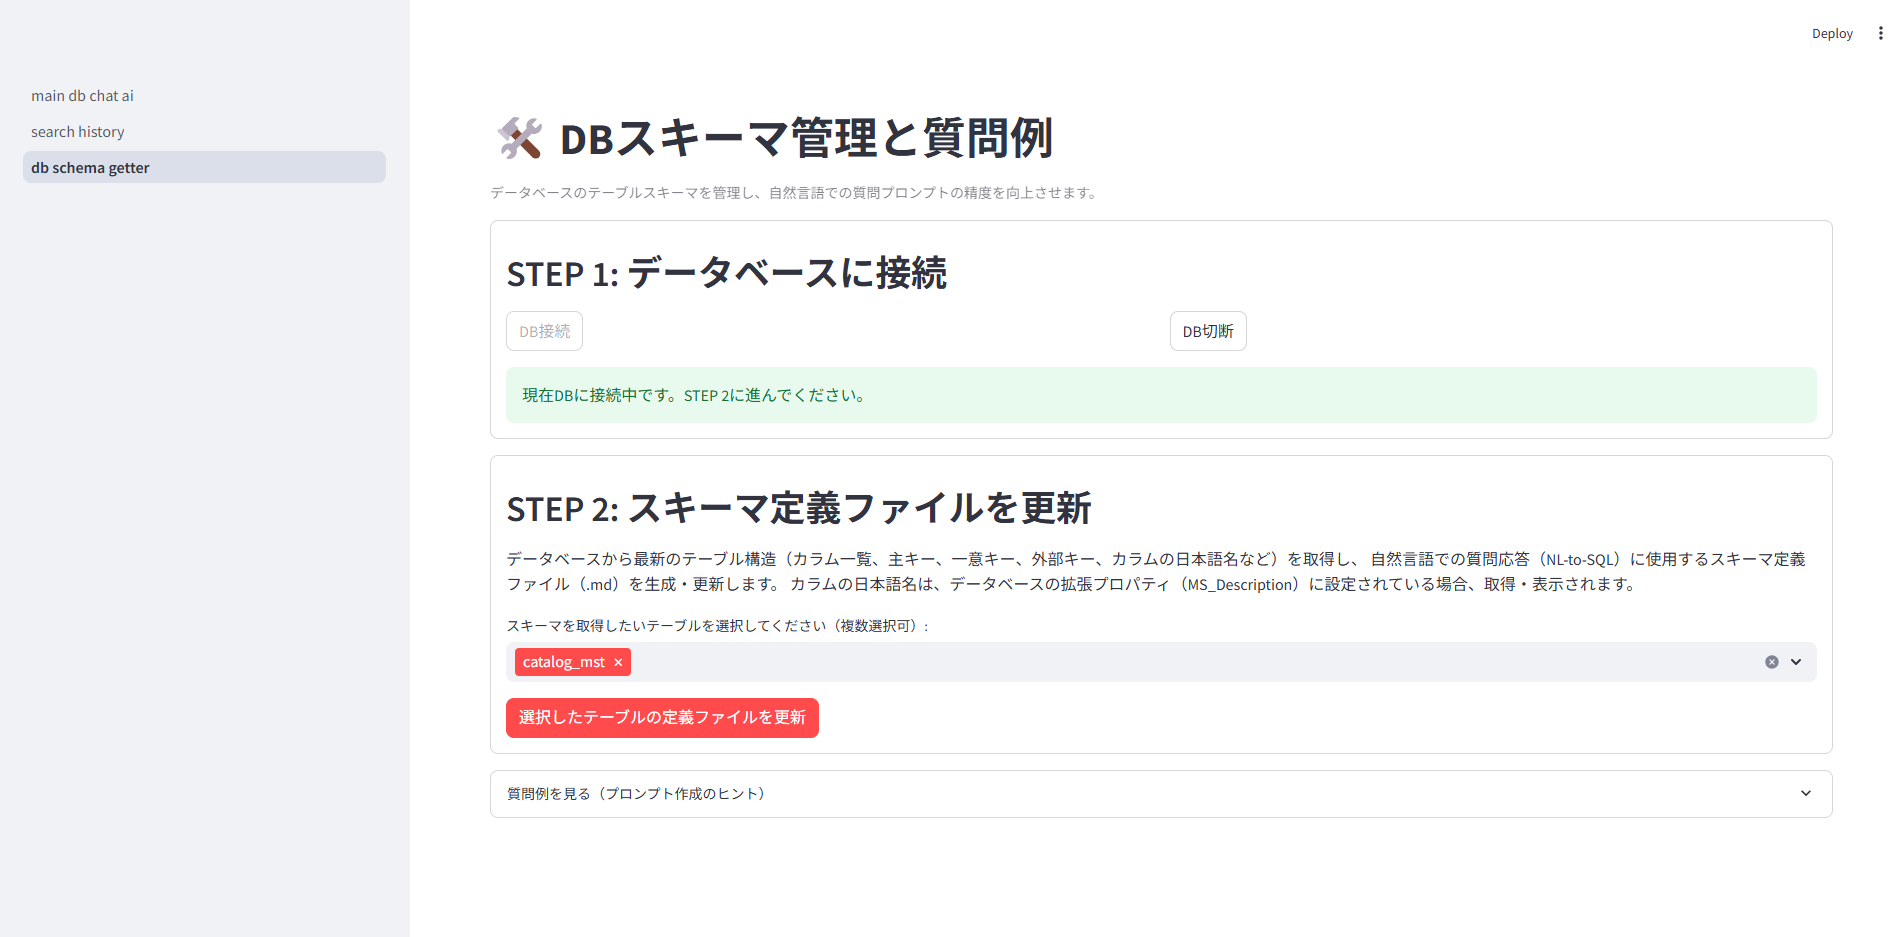 Deploy
main db chat ai
search history
db schema getter
DBスキーマ管理と質問例
データベースのテーブルスキーマを管理し、自然言語での質問プロンプトの精度を向上させます。
STEP 1: データベースに接続
DB接続
DB切断
現在DBに接続中です。STEP 2に進んでください。
STEP 2: スキーマ定義ファイルを更新
データベースから最新のテーブル構造（カラム一覧、主キー、一意キー、外部キー、カラムの日本語名など）を取得し、 自然言語での質問応答（NL-to-SQL）に使用するスキーマ定義
ファイル（.md）を生成・更新します。 カラムの日本語名は、データベースの拡張プロパティ（MS_Description）に設定されている場合、取得・表示されます。
スキーマを取得したいテーブルを選択してください（複数選択可）:
catalog_mst
選択したテーブルの定義ファイルを更新
質問例を見る（プロンプト作成のヒント）